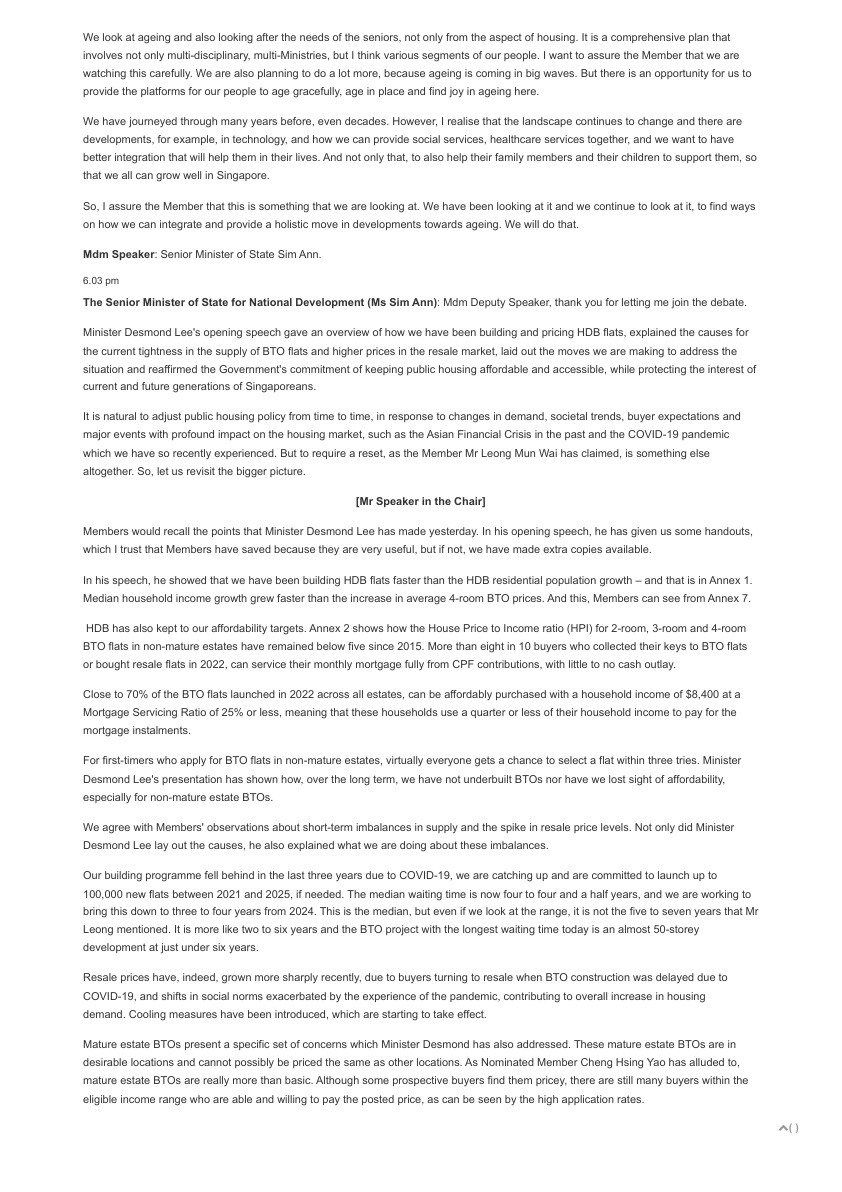 We look at ageing and also looking after the needs of the seniors, not only from the aspect of housing. It is a comprehensive plan that
involves not only multi-disciplinary, multi-Ministries, but I think various segments of our people. I want to assure the Member that we are
watching this carefully. We are also planning to do a lot more, because ageing is coming in big waves. But there is an opportunity for us to
provide the platforms for our people to age gracefully, age in place and find joy in ageing here.
We have journeyed through many years before, even decades. However, I realise that the landscape continues to change and there are
developments, for example, in technology, and how we can provide social services, healthcare services together, and we want to have
better integration that will help them in their lives. And not only that, to also help their family members and their children to support them, so
that we all can grow well in Singapore.
So, I assure the Member that this is something that we are looking at. We have been looking at it and we continue to look at it, to find ways
on how we can integrate and provide a holistic move in developments towards ageing. We will do that.
Mdm Speaker: Senior Minister of State Sim Ann.
6.03 pm
The Senior Minister of State for National Development (Ms Sim Ann): Mdm Deputy Speaker, thank you for letting me join the debate.
Minister Desmond Lee's opening speech gave an overview of how we have been building and pricing HDB flats, explained the causes for
the current tightness in the supply of BTO flats and higher prices in the resale market, laid out the moves we are making to address the
situation and reaffirmed the Government's commitment of keeping public housing affordable and accessible, while protecting the interest of
current and future generations of Singaporeans.
It is natural to adjust public housing policy from time to time, in response to changes in demand, societal trends, buyer expectations and
major events with profound impact on the housing market, such as the Asian Financial Crisis in the past and the COVID-19 pandemic
which we have so recently experienced. But to require a reset, as the Member Mr Leong Mun Wai has claimed, is something else
altogether. So, let us revisit the bigger picture.
[Mr Speaker in the Chair]
Members would recall the points that Minister Desmond Lee has made yesterday. In his opening speech, he has given us some handouts,
which I trust that Members have saved because they are very useful, but if not, we have made extra copies available.
In his speech, he showed that we have been building HDB flats faster than the HDB residential population growth – and that is in Annex 1.
Median household income growth grew faster than the increase in average 4-room BTO prices. And this, Members can see from Annex 7.
HDB has also kept to our affordability targets. Annex 2 shows how the House Price to Income ratio (HPI) for 2-room, 3-room and 4-room
BTO flats in non-mature estates have remained below five since 2015. More than eight in 10 buyers who collected their keys to BTO flats
or bought resale flats in 2022, can service their monthly mortgage fully from CPF contributions, with little to no cash outlay.
Close to 70% of the BTO flats launched in 2022 across all estates, can be affordably purchased with a household income of $8,400 at a
Mortgage Servicing Ratio of 25% or less, meaning that these households use a quarter or less of their household income to pay for the
mortgage instalments.
For first-timers who apply for BTO flats in non-mature estates, virtually everyone gets a chance to select a flat within three tries. Minister
Desmond Lee's presentation has shown how, over the long term, we have not underbuilt BTOs nor have we lost sight of affordability,
especially for non-mature estate BTOs.
We agree with Members' observations about short-term imbalances in supply and the spike in resale price levels. Not only did Minister
Desmond Lee lay out the causes, he also explained what we are doing about these imbalances.
Our building programme fell behind in the last three years due to COVID-19, we are catching up and are committed to launch up to
100,000 new flats between 2021 and 2025, if needed. The median waiting time is now four to four and a half years, and we are working to
bring this down to three to four years from 2024. This is the median, but even if we look at the range, it is not the five to seven years that Mr
Leong mentioned. It is more like two to six years and the BTO project with the longest waiting time today is an almost 50-storey
development at just under six years.
Resale prices have, indeed, grown more sharply recently, due to buyers turning to resale when BTO construction was delayed due to
COVID-19, and shifts in social norms exacerbated by the experience of the pandemic, contributing to overall increase in housing
demand. Cooling measures have been introduced, which are starting to take effect.
Mature estate BTOs present a specific set of concerns which Minister Desmond has also addressed. These mature estate BTOs are in
desirable locations and cannot possibly be priced the same as other locations. As Nominated Member Cheng Hsing Yao has alluded to,
mature estate BTOs are really more than basic. Although some prospective buyers find them pricey, there are still many buyers within the
eligible income range who are able and willing to pay the posted price, as can be seen by the high application rates.
( )